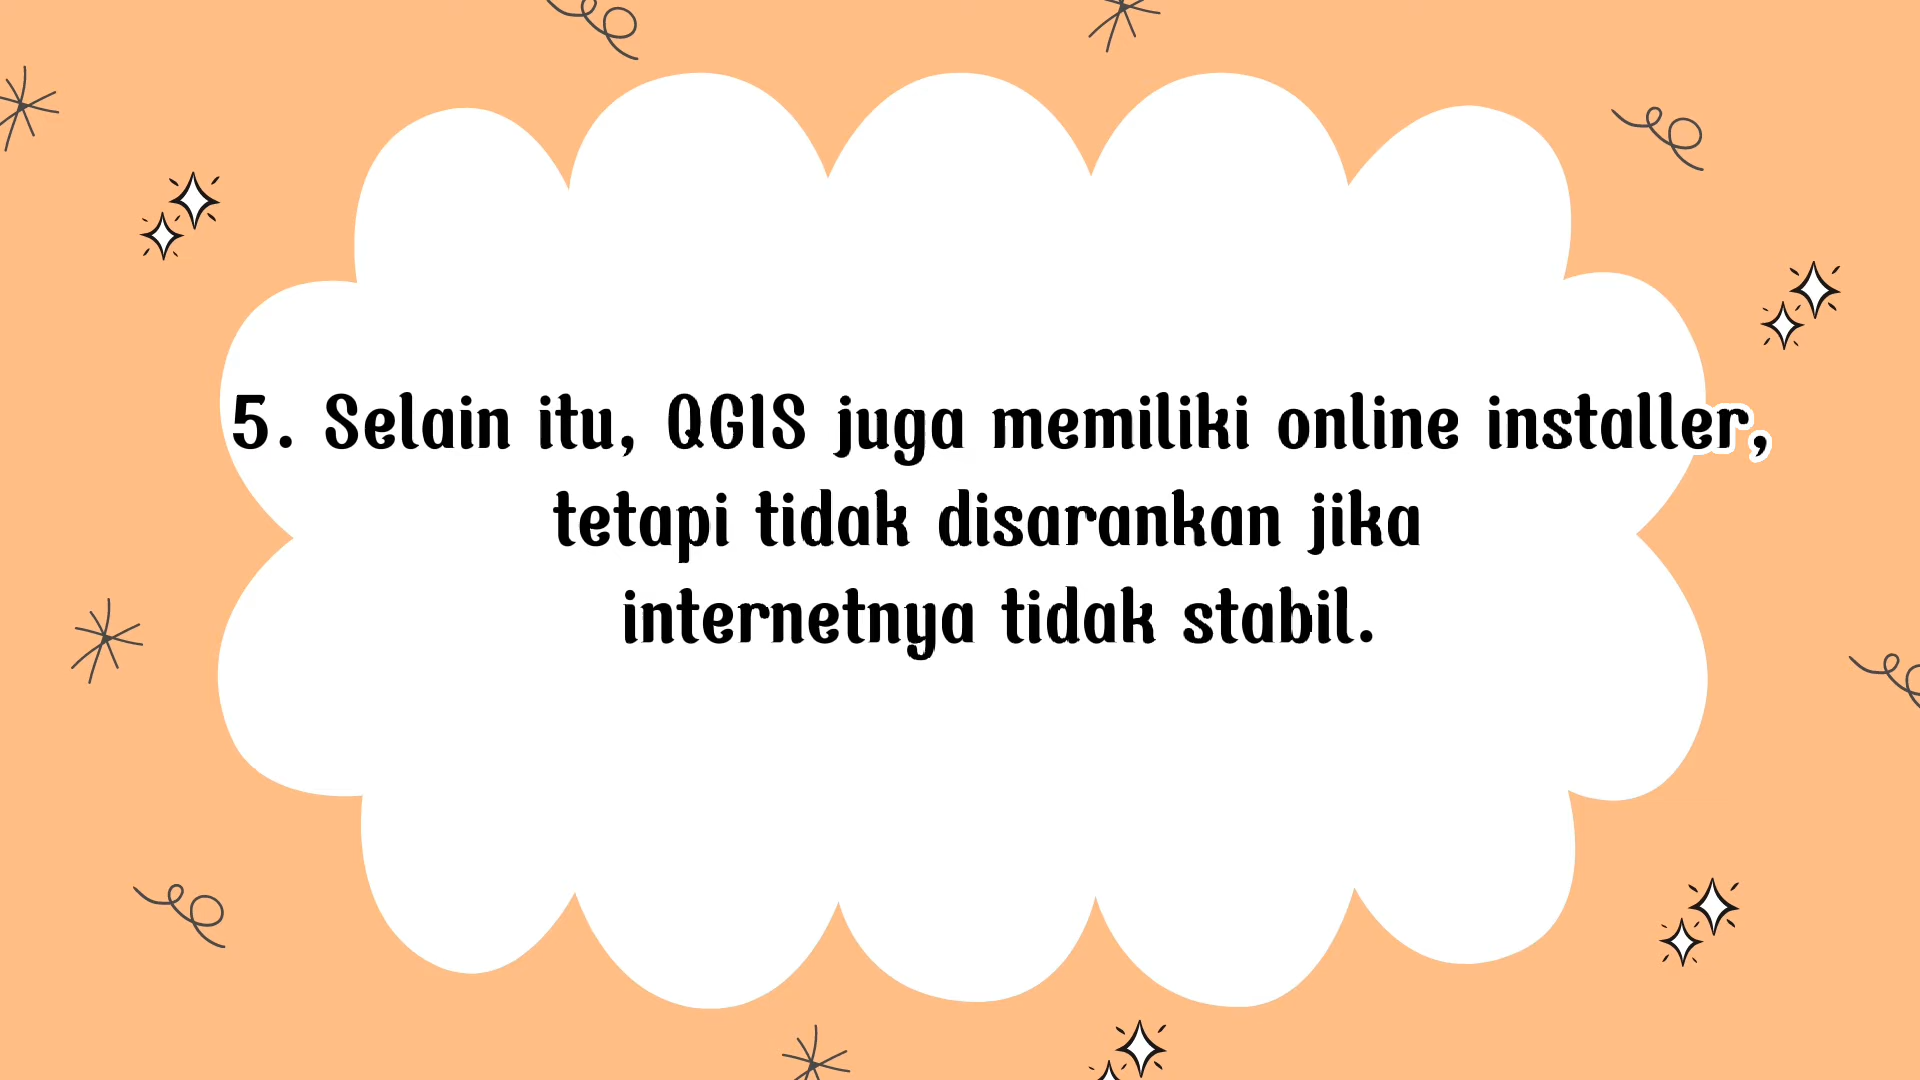 5. Selain itu, QGIS juga memiliki online installer,
tetapi tidak disarankan jika
internetnya tidak stabil.